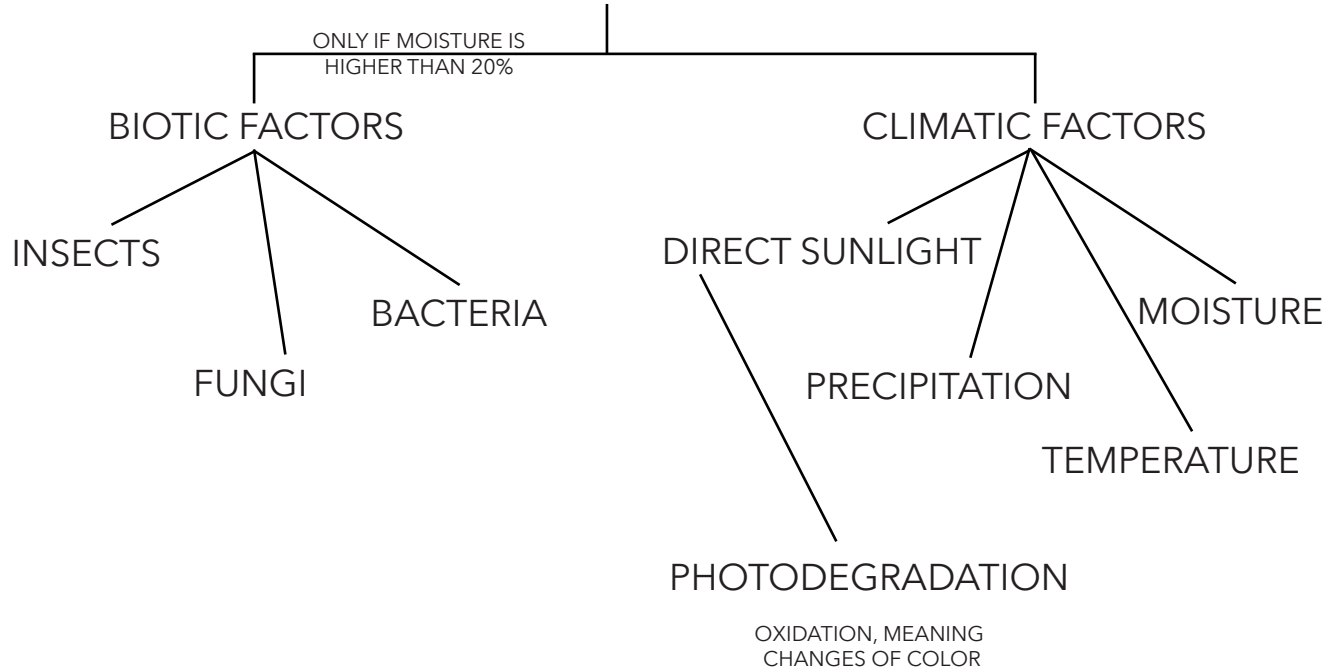 ONLY IF MOISTURE IS
HIGHER THAN 20%
BIOTIC FACTORS
CLIMATIC FACTORS
INSECTS
BACTERIA
FUNGI
DIRECT SUNLIGHT
MOISTURE
PRECIPITATION
TEMPERATURE
PHOTODEGRADATION
OXIDATION, MEANING
CHANGES OF COLOR